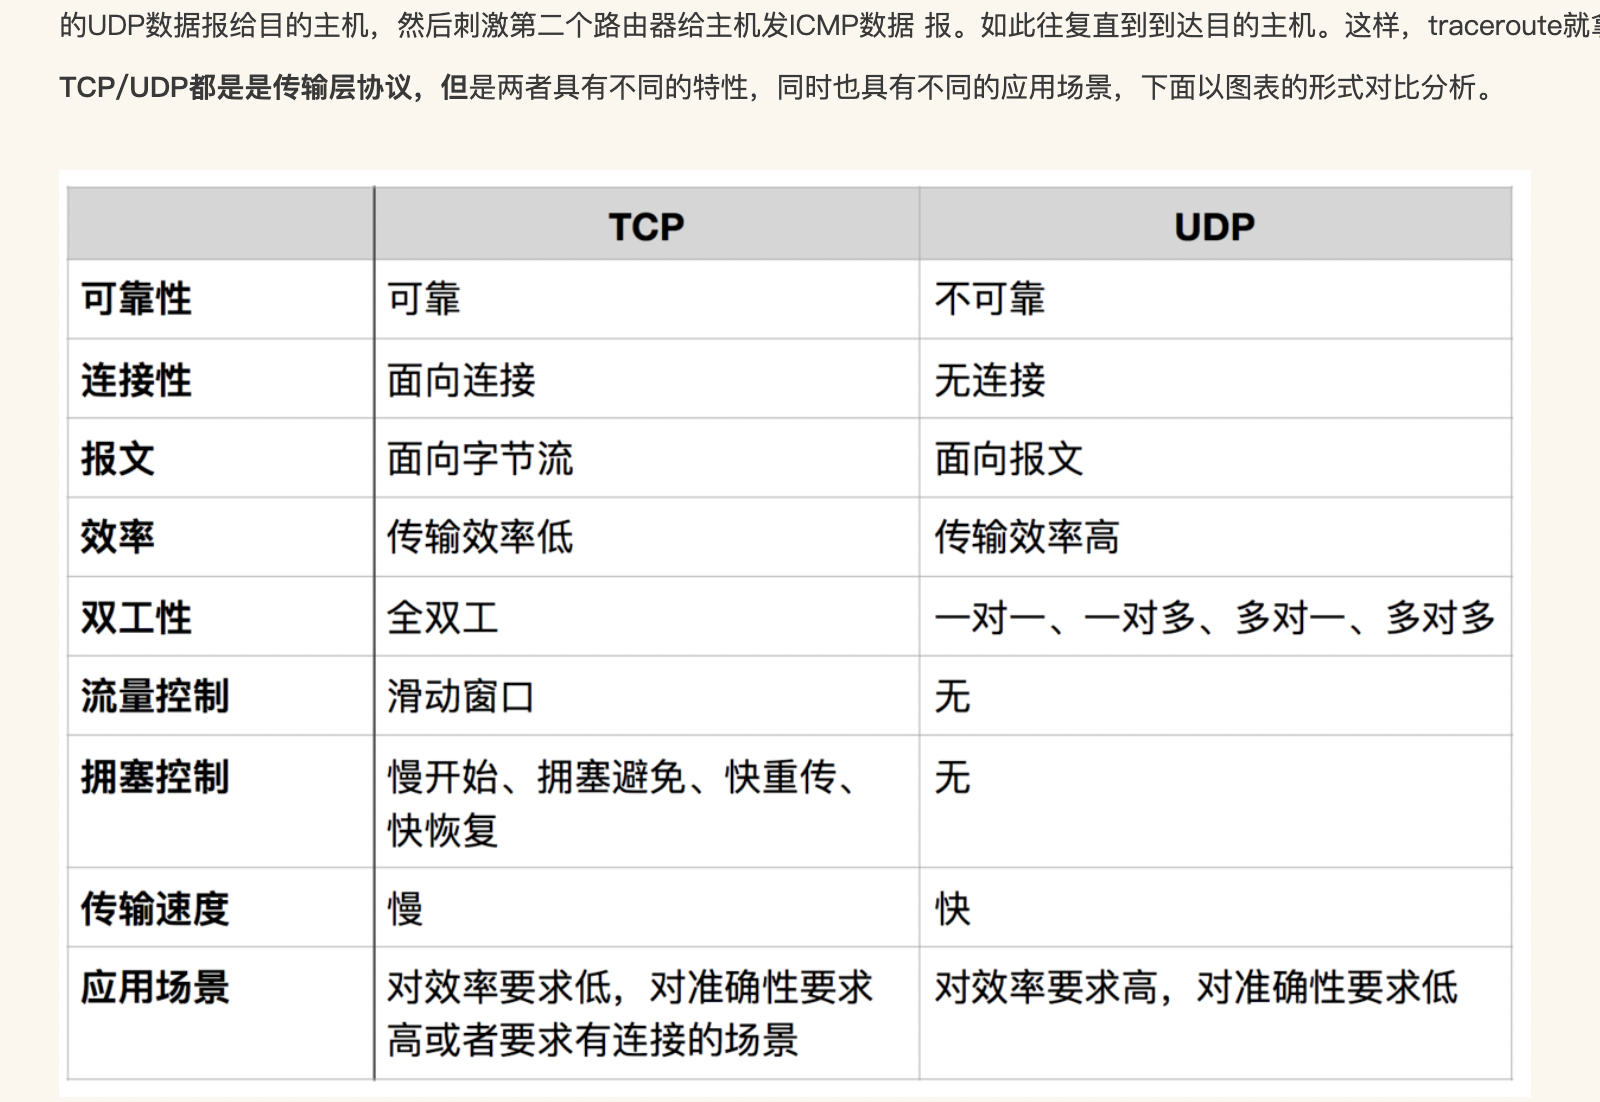 的UDP数据报给目的主机，然后刺激第二个路由器给主机发ICMP数据 报。如此往复直到到达目的主机。这样，traceroute就
TCP/UDP都是是传输层协议，但是两者具有不同的特性，同时也具有不同的应用场景，下面以图表的形式对比分析。
TCP UDP
可靠性 可靠 不可靠
连接性 面向连接 无连接
报文 面向字节流 面向报文
效率 传输效率低 传输效率高
双工性 全双工 一对一、一对多、多对一、多对多
流量控制 滑动窗口 无
拥塞控制 慢开始、拥塞避免、快重传、 无
快恢复
传输速度 慢 快
应用场景 对效率要求低，对准确性要求 对效率要求高，对准确性要求低
高或者要求有连接的场景